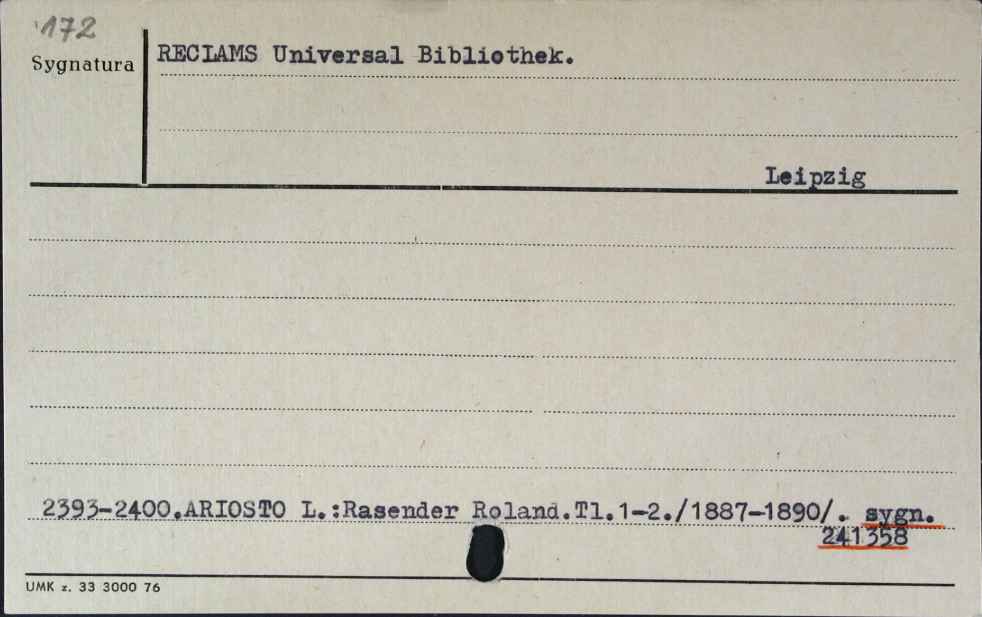 172
Sygnatura
RECLAMS Universal Bibliothek.
Leipzig
2393-2400.ARIOSTO L.:Rasender Roland.Tl.1-2./1887-1890/. sygn.
241358
UMK z. 33 3000 76